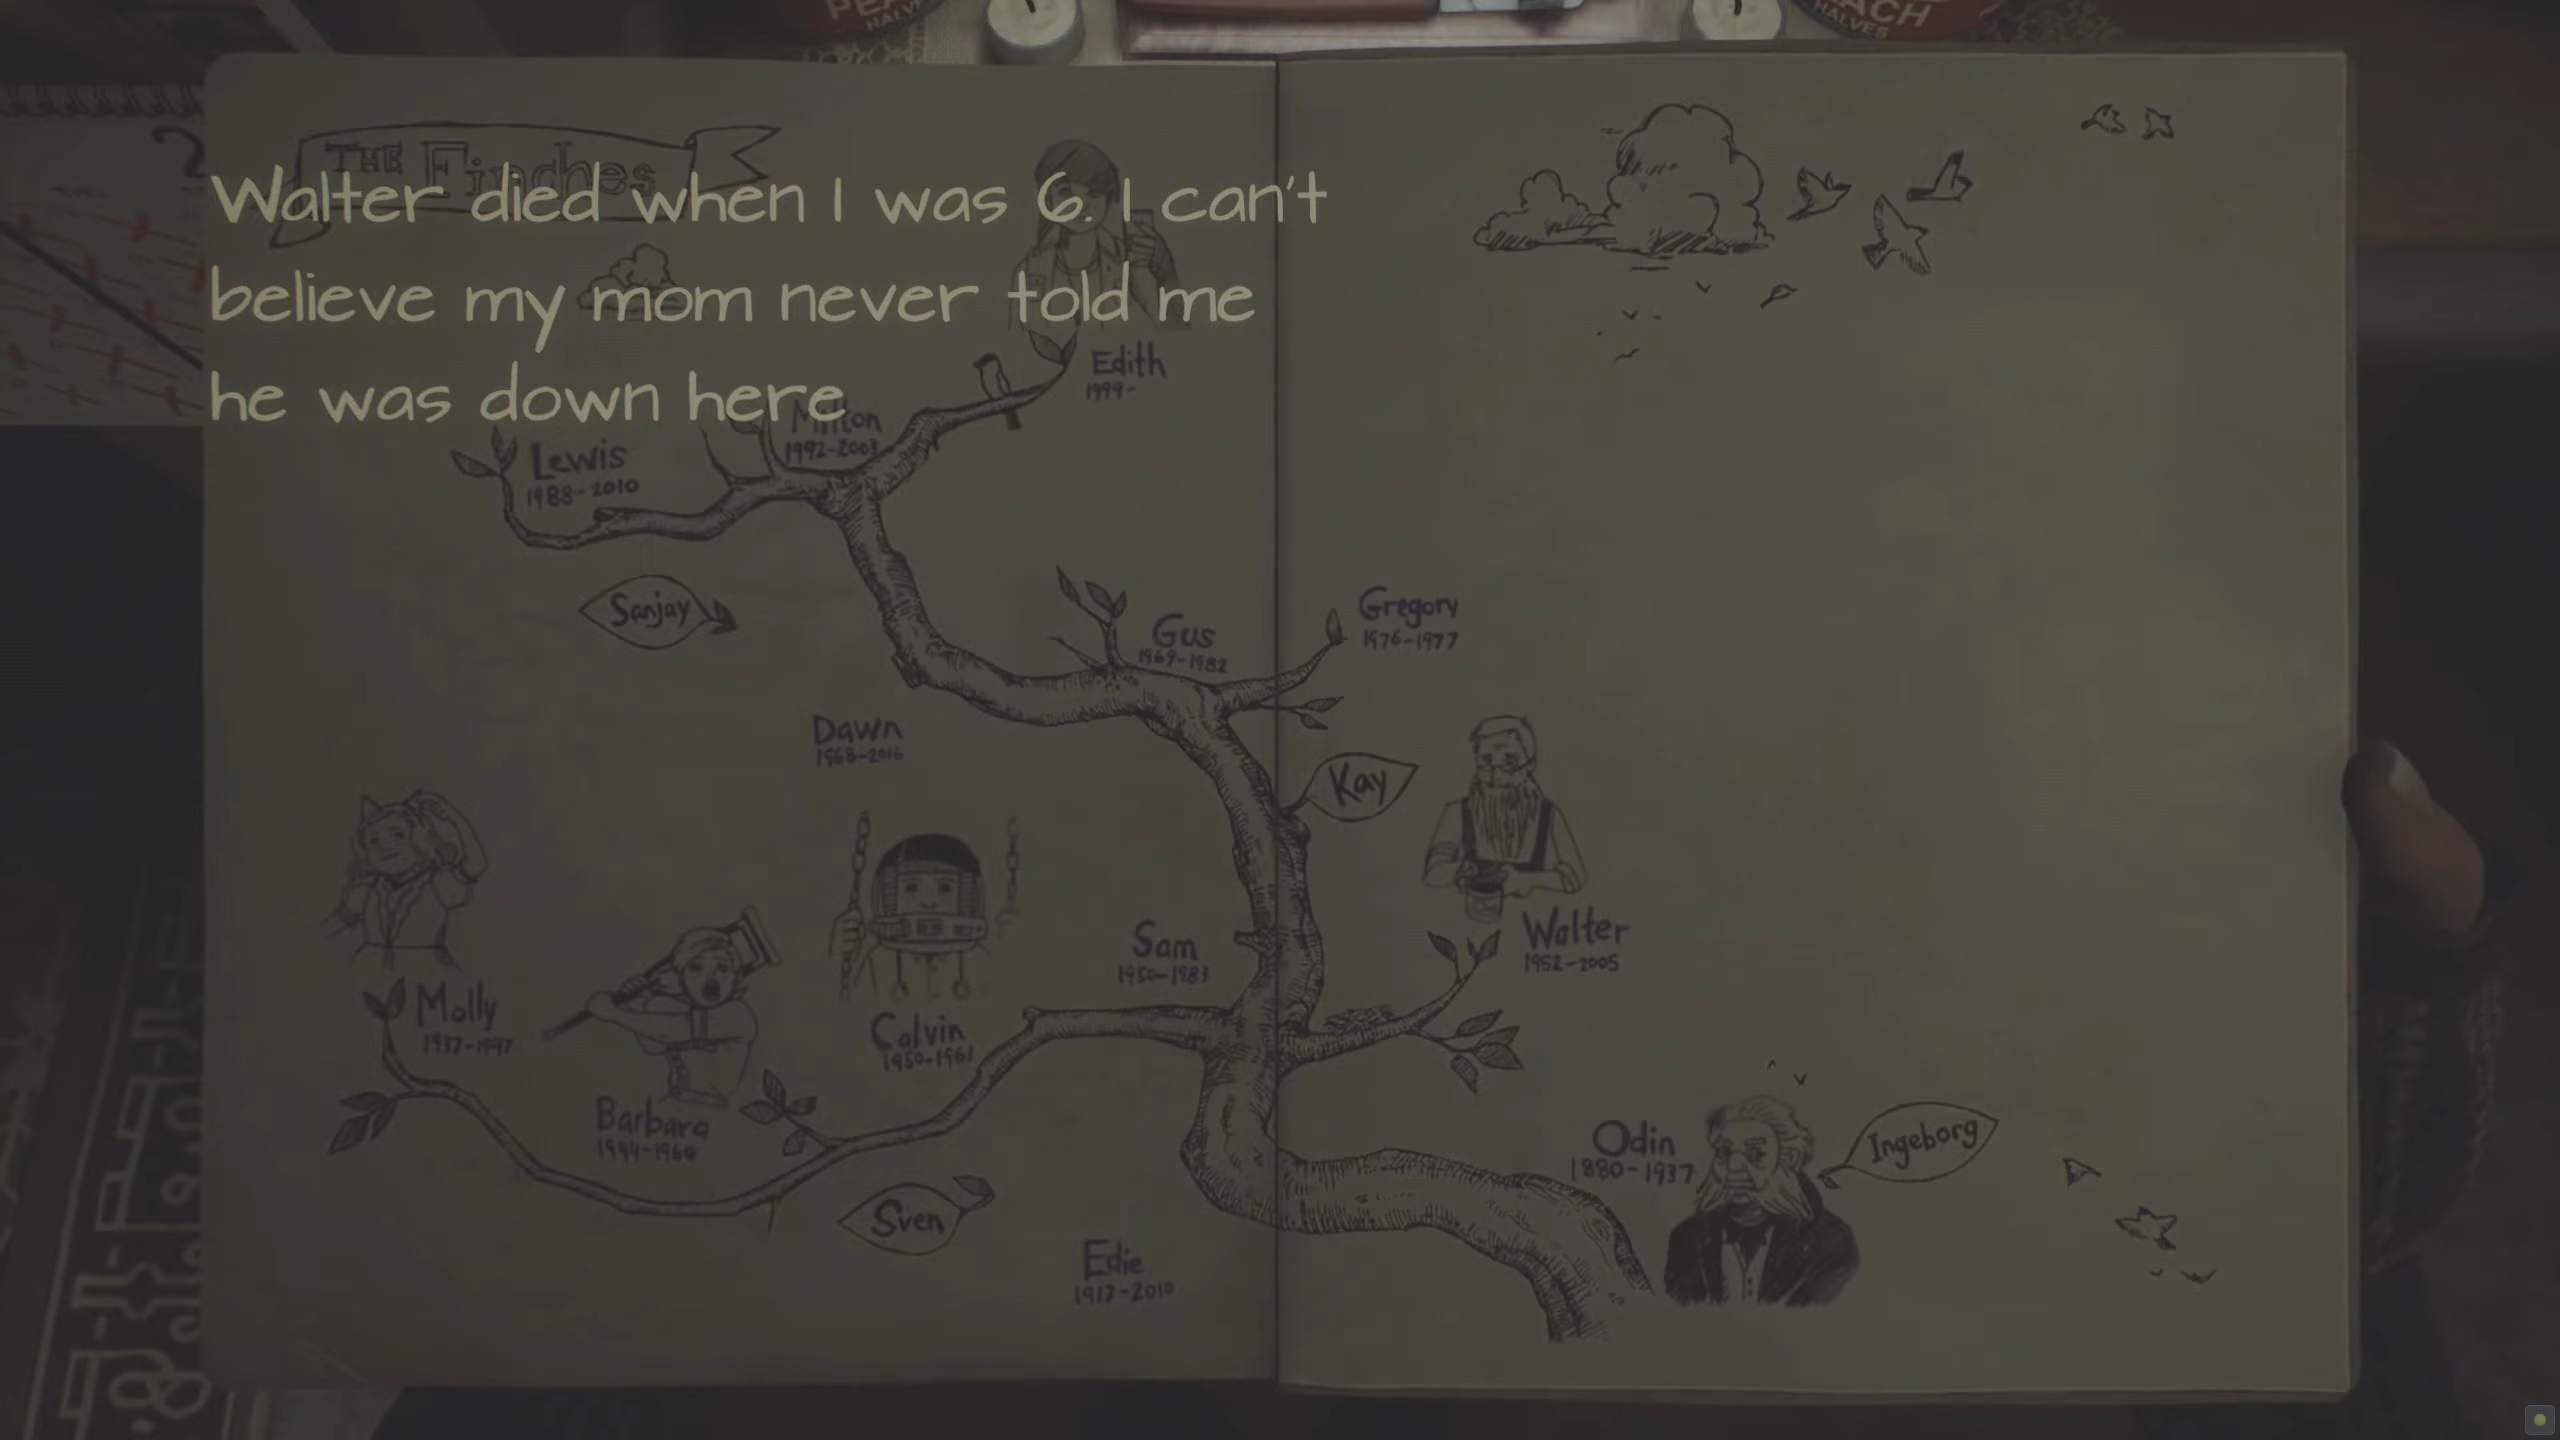 HALVES
ACH
HALVES
THE Finches
Walter died when I was 6. I can't
believe my mom never told me
he was down here
Edith
1999-
Milton
1992-2003
Lewis
1988-2010
Sanjay
Gregory
1976-1977
Gus
1969-1982
Dawn
1968-2016
Kay
Walter
1952-2005
Sam
1950-1983
Molly
1937-1947
Calvin
1950-1961
Barbara
1944-1960
Odin
1880-1937
Ingeborg
Sven
Edie
1917-2010